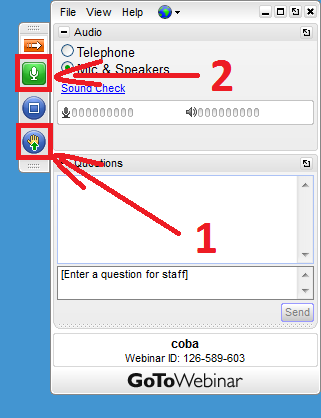 File View Help
Audio
Telephone
Mic & Speakers
2
Sound Check
Questions
1
[Enter a question for staff]
Send
coba
Webinar ID: 126-589-603
GoToWebinar